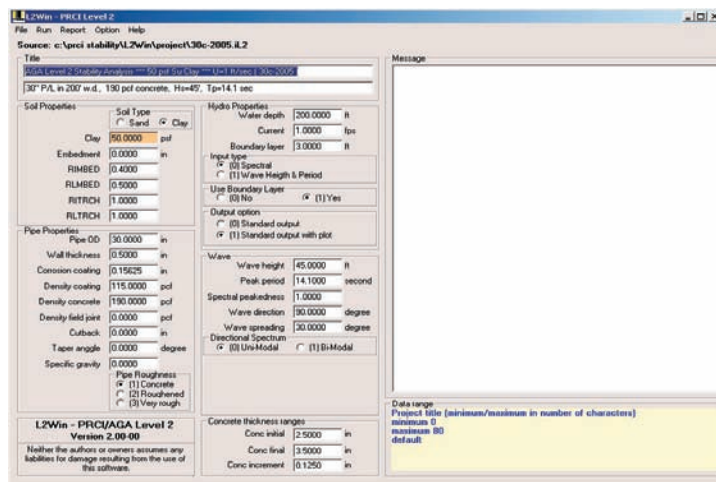 L2Win - PRCI Level 2
File Run Report Option Help
Source: c:\prci stability\L2Win\project\30c-2005.iL2
Title
AGA Level 2 Stability Analysis *** 50 psf Su Clay *** U=1 ft/sec ( 30c-2005
30" P/L in 200' w.d., 190 pcf concrete, Hs=45', Tp=14.1 sec
Soil Properties
Soil Type
Sand Clay
Clay 50.0000 psf
Embedment 0.0000 in
RIMBED 0.4000
RLMBED 0.5000
RITRCH 1.0000
RLTRCH 1.0000
Pipe Properties
Pipe OD 30.0000 in
Wall thickness 0.5000 in
Corrosion coating 0.15625 in
Density coating 115.0000 pcf
Density concrete 190.0000 pcf
Density field joint 0.0000 pcf
Cutback 0.0000 in
Taper anggle 0.0000 degree
Specific gravity 0.0000
Pipe Roughness
(1) Concrete
(2) Roughened
(3) Very rough
L2Win - PRCI/AGA Level 2
Version 2.00-00
Neither the authors or owners assumes any
liabilities for damage resulting from the use of
this software.
Hydro Properties
Water depth 200.0000 ft
Current 1.0000 fps
Boundary layer 3.0000 ft
Input type
(0) Spectral
(1) Wave Heigth & Period
Use Boundary Layer
(0) No (1) Yes
Output option
(0) Standard output
(1) Standard output with plot
Wave
Wave height 45.0000 ft
Peak period 14.1000 second
Spectral peakedness 1.0000
Wave direction 90.0000 degree
Wave spreading 30.0000 degree
Directional Spectrum
(0) Uni-Modal (1) Bi-Modal
Concrete thickness ranges
Conc initial 2.5000 in
Conc final 3.5000 in
Conc increment 0.1250 in
Message
Data range
Project title (minimum/maximum in number of characters)
minimum 0
maximum 80
default